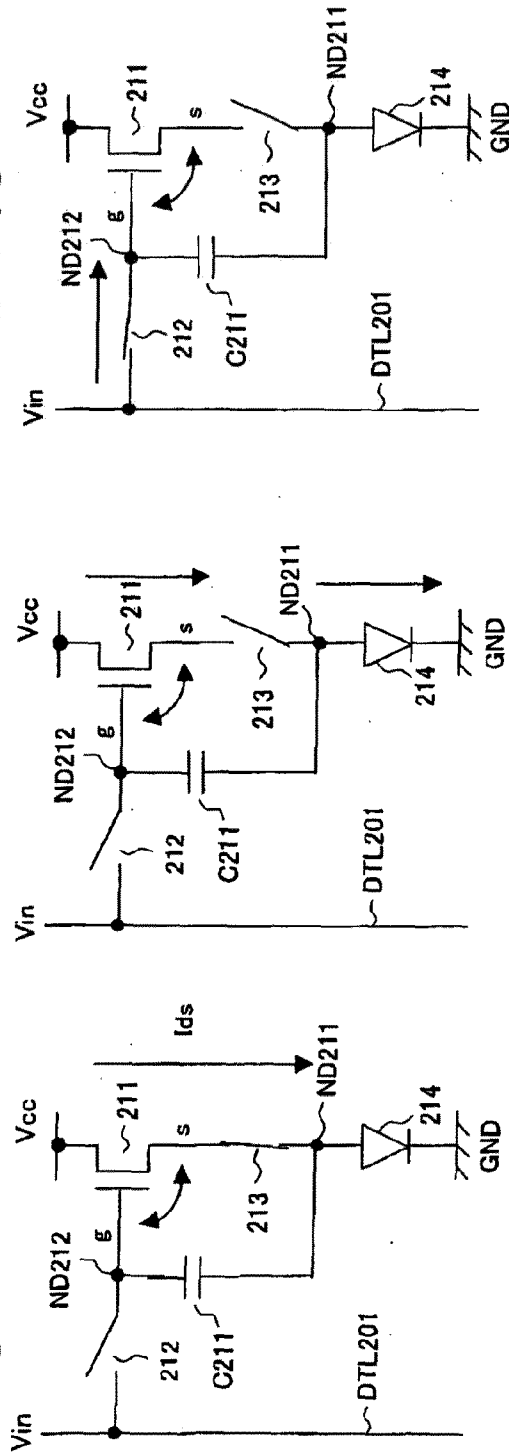 Vin
Vcc
ND212
g
211
s
Ids
212
C211
213
ND211
214
DTL201
GND
Vin
Vcc
ND212
g
211
s
212
C211
213
ND211
214
DTL201
GND
Vin
Vcc
ND212
g
211
s
212
C211
213
ND211
214
DTL201
GND